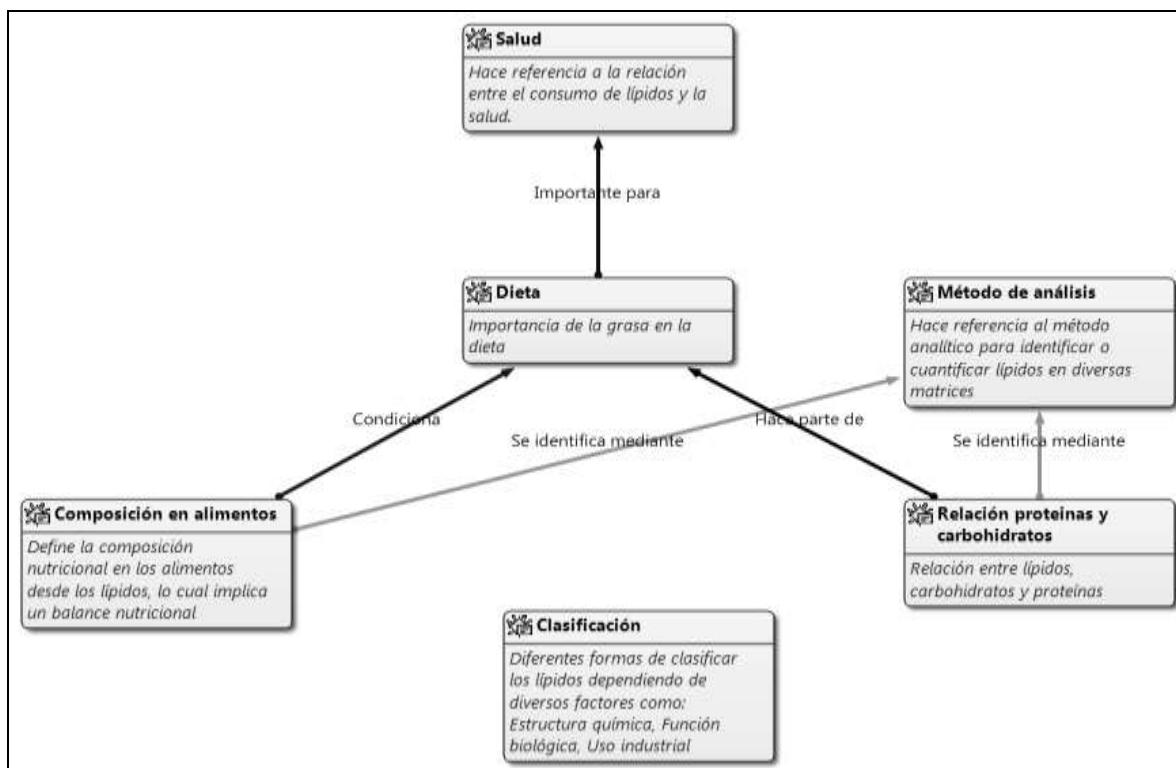 Salud
Hace referencia a la relación
entre el consumo de lípidos y la
salud.
Importante para
Dieta
Importancia de la grasa en la
dieta
Método de análisis
Hace referencia al método
analítico para identificar o
cuantificar lípidos en diversas
matrices
Condiciona
Se identifica mediante
Hace parte de
Se identifica mediante
Composición en alimentos
Define la composición
nutricional en los alimentos
desde los lípidos, lo cual implica
un balance nutricional
Relación proteinas y
carbohidratos
Relación entre lípidos,
carbohidratos y proteínas
Clasificación
Diferentes formas de clasificar
los lípidos dependiendo de
diversos factores como:
Estructura química, Función
biológica, Uso industrial